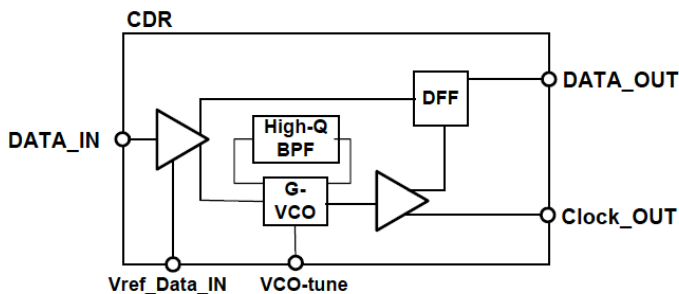 CDR
DATA_IN
High-Q
BPF
G-
VCO
DFF
DATA_OUT
Clock_OUT
Vref_Data_IN
VCO-tune